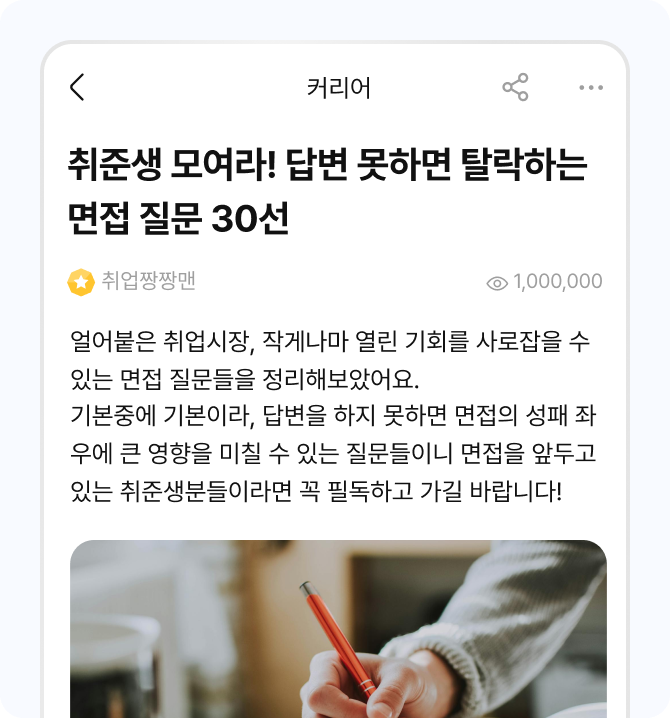 커리어
취준생 모여라! 답변 못하면 탈락하는
면접 질문 30선
취업짱짱맨
1,000,000
얼어붙은 취업시장, 작게나마 열린 기회를 사로잡을 수
있는 면접 질문들을 정리해보았어요.
기본중에 기본이라, 답변을 하지 못하면 면접의 성패 좌
우에 큰 영향을 미칠 수 있는 질문들이니 면접을 앞두고
있는 취준생분들이라면 꼭 필독하고 가길 바랍니다!